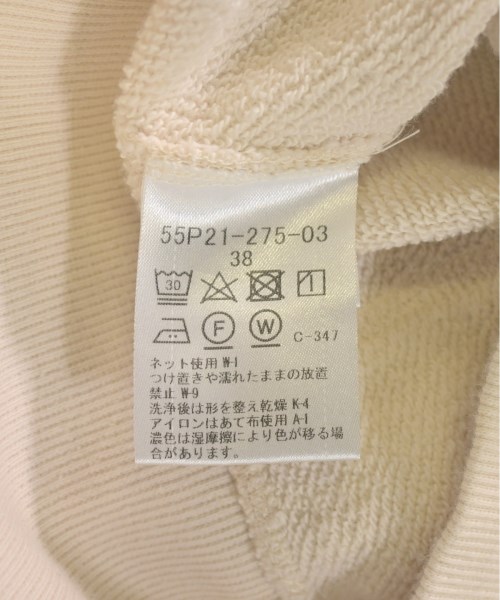 55P21-275-03
38
30
F W C-347
ネット使用 W-1
つけ置きや濡れたままの放置
禁止 W-9
洗浄後は形を整え乾燥 K-4
アイロンはあて布使用 A-1
濃色は湿摩擦により色が移る場
合があります。